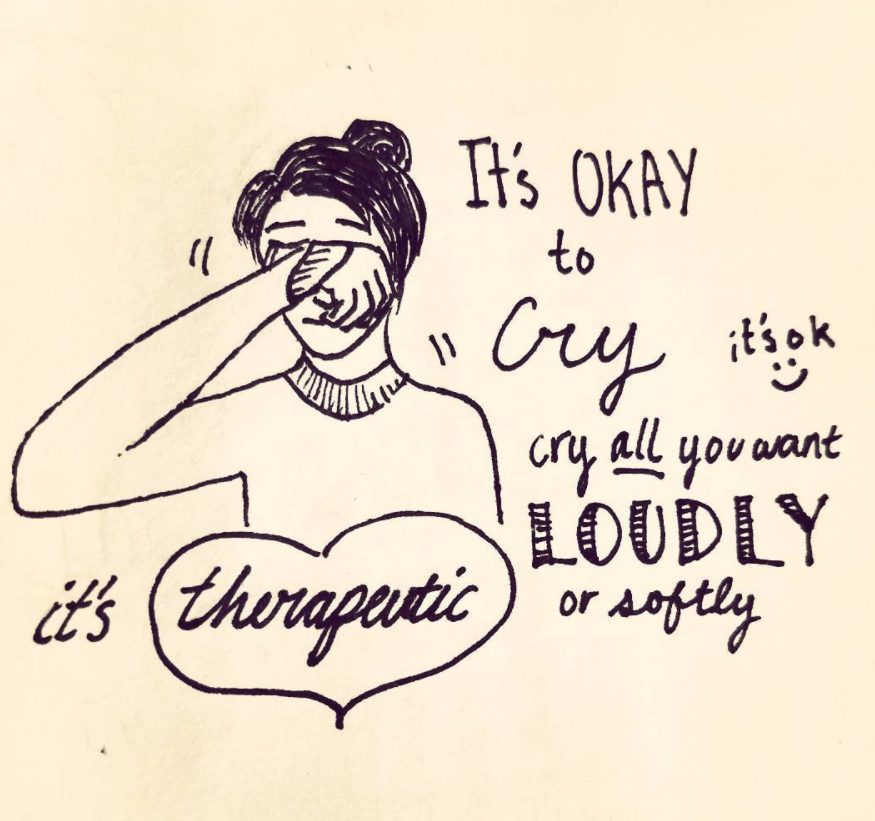 It's OKAY
to
Cry
it's ok
cry all you want
LOUDLY
or softly
it's therapeutic